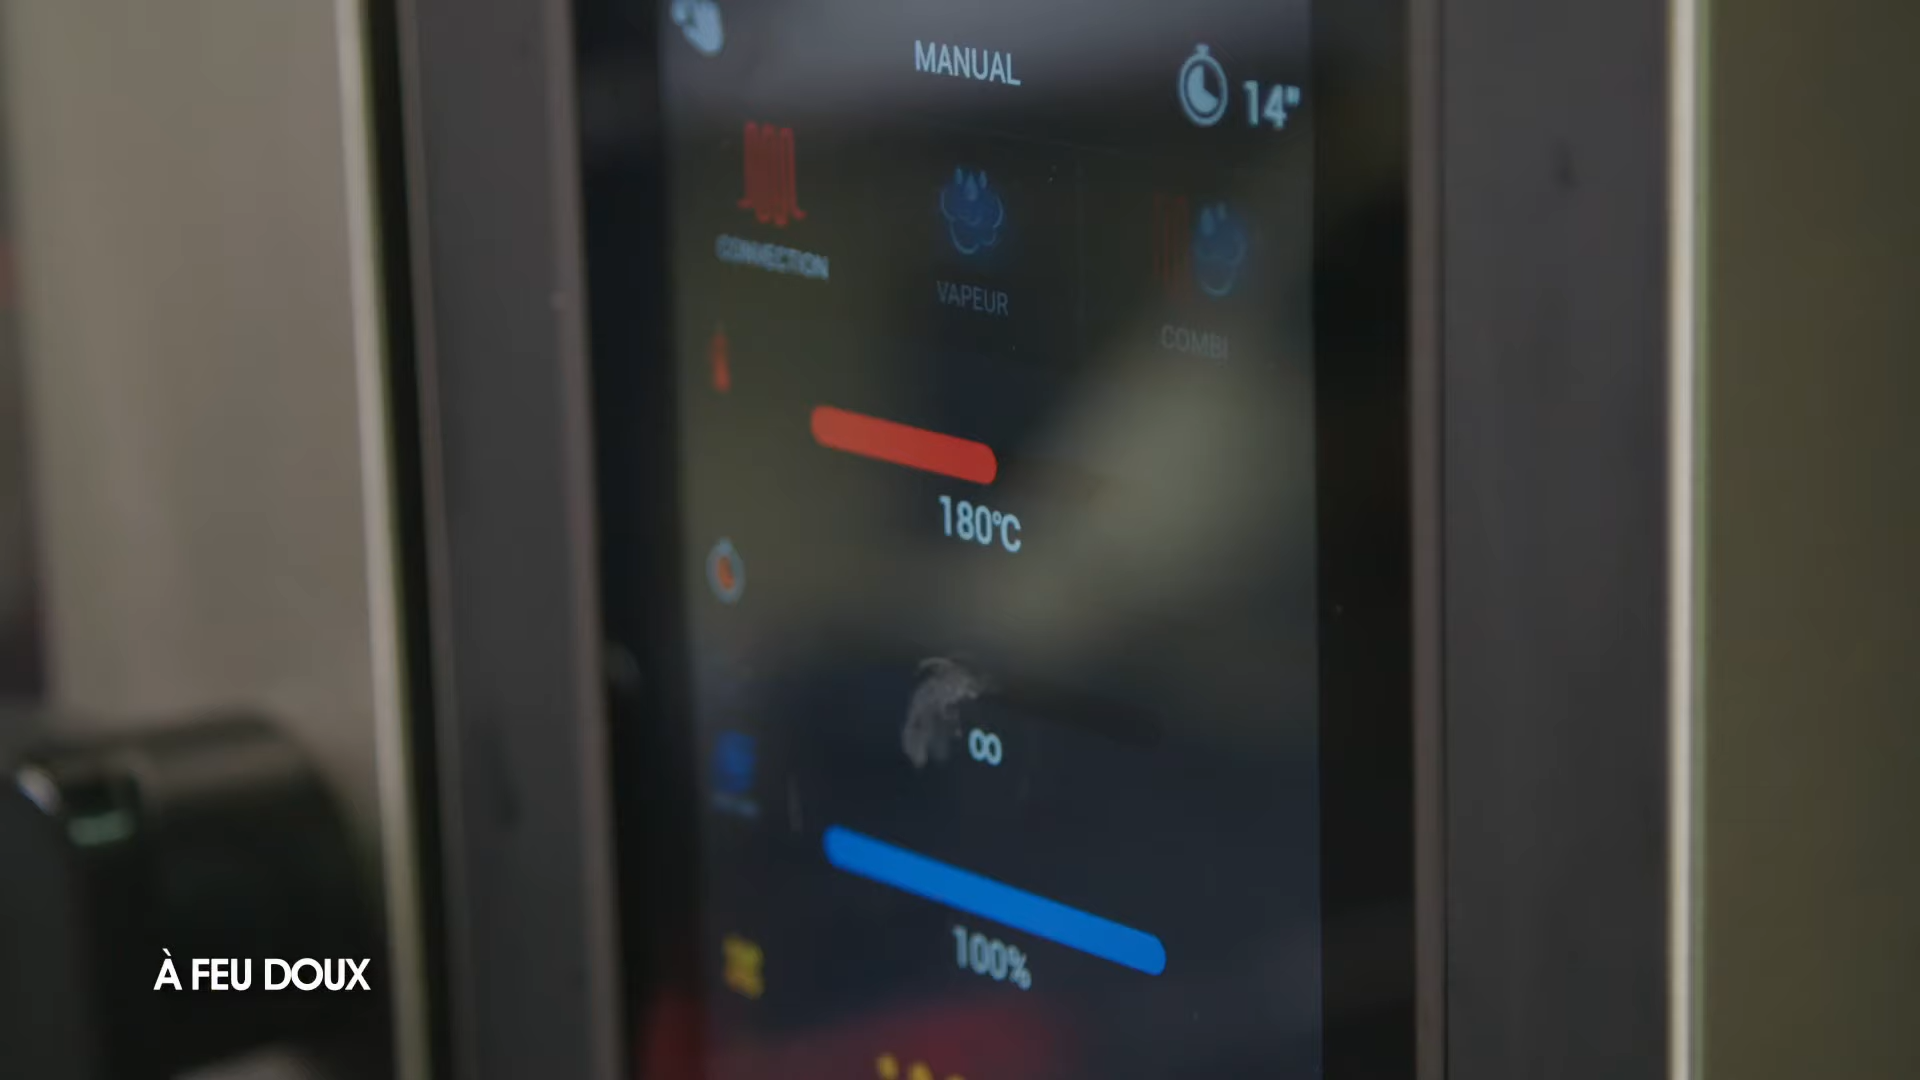 MANUAL
14"
CONVECTION
VAPEUR
COMBI
180°C
∞
100%
À FEU DOUX